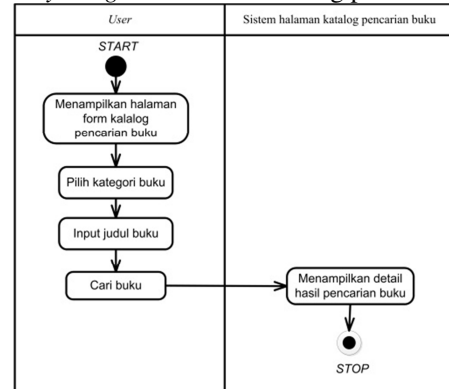 User
Sistem halaman katalog pencarian buku
START
Menampilkan halaman
form kalalog
pencarian buku
Pilih kategori buku
Input judul buku
Cari buku
Menampilkan detail
hasil pencarian buku
STOP